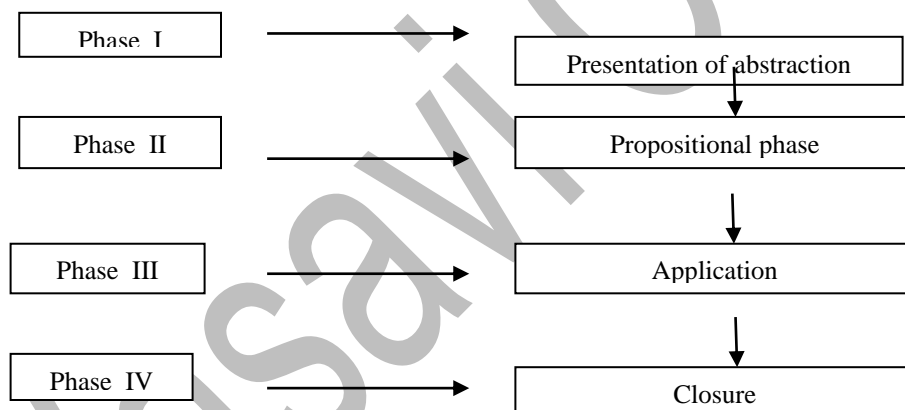 Phase I
Presentation of abstraction
Phase II
Propositional phase
Phase III
Application
Phase IV
Closure